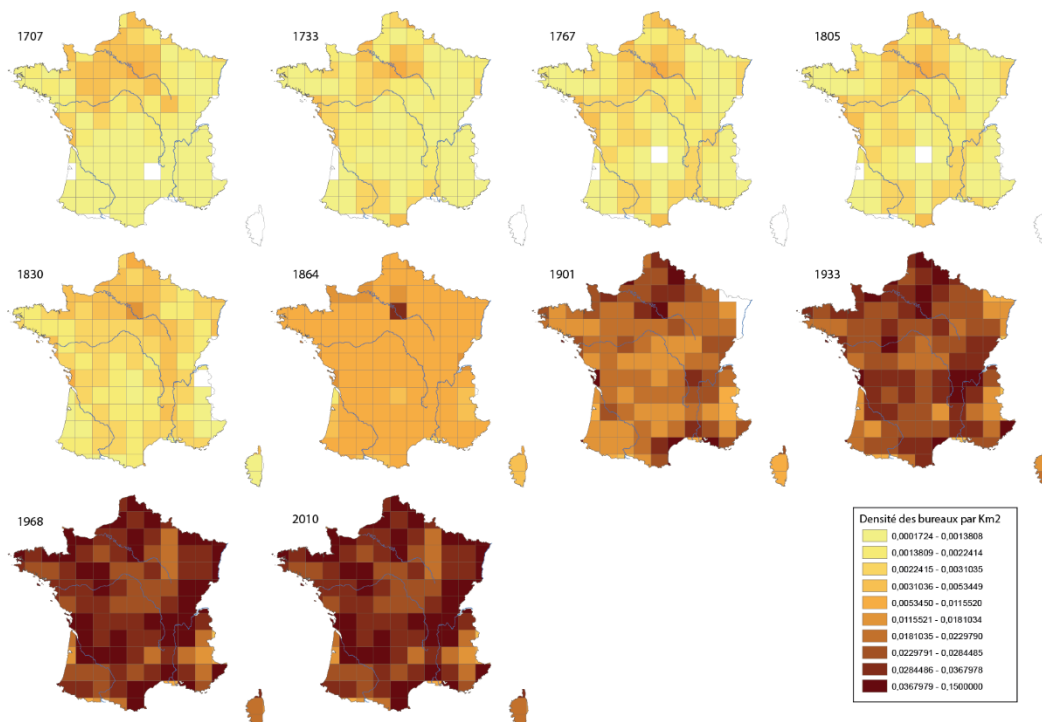 1707
1733
1767
1805
1830
1864
1901
1933
1968
2010
Densité des bureaux par Km2
0,0001724 - 0,0013808
0,0013809 - 0,0022414
0,0022415 - 0,0031035
0,0031036 - 0,0053449
0,0053450 - 0,0115520
0,0115521 - 0,0181034
0,0181035 - 0,0229790
0,0229791 - 0,0284485
0,0284486 - 0,0367978
0,0367979 - 0,1500000